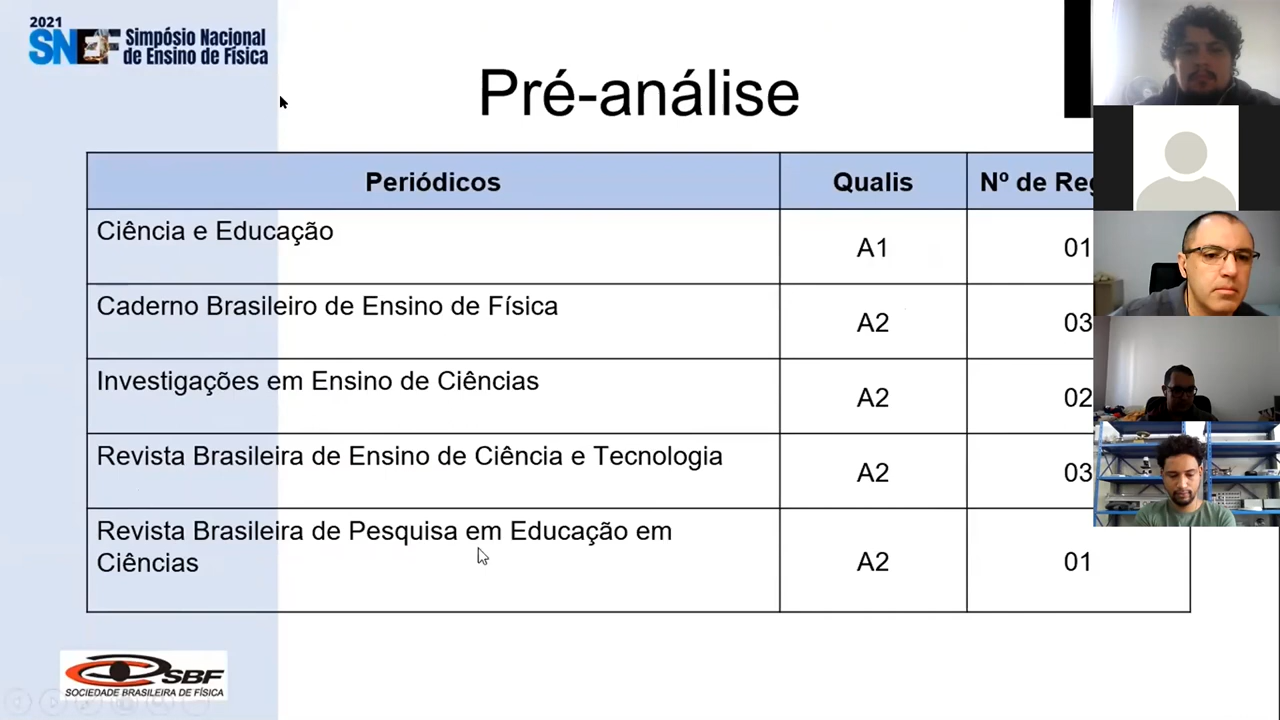 2021
SNEF
Simpósio Nacional
de Ensino de Física
Pré-análise
Periódicos Qualis Nº de
Ciência e Educação A1 01
Caderno Brasileiro de Ensino de Física A2 03
Investigações em Ensino de Ciências A2 02
Revista Brasileira de Ensino de Ciência e Tecnologia A2 03
Revista Brasileira de Pesquisa em Educação em
Ciências A2 01
SBF
SOCIEDADE BRASILEIRA DE FÍSICA